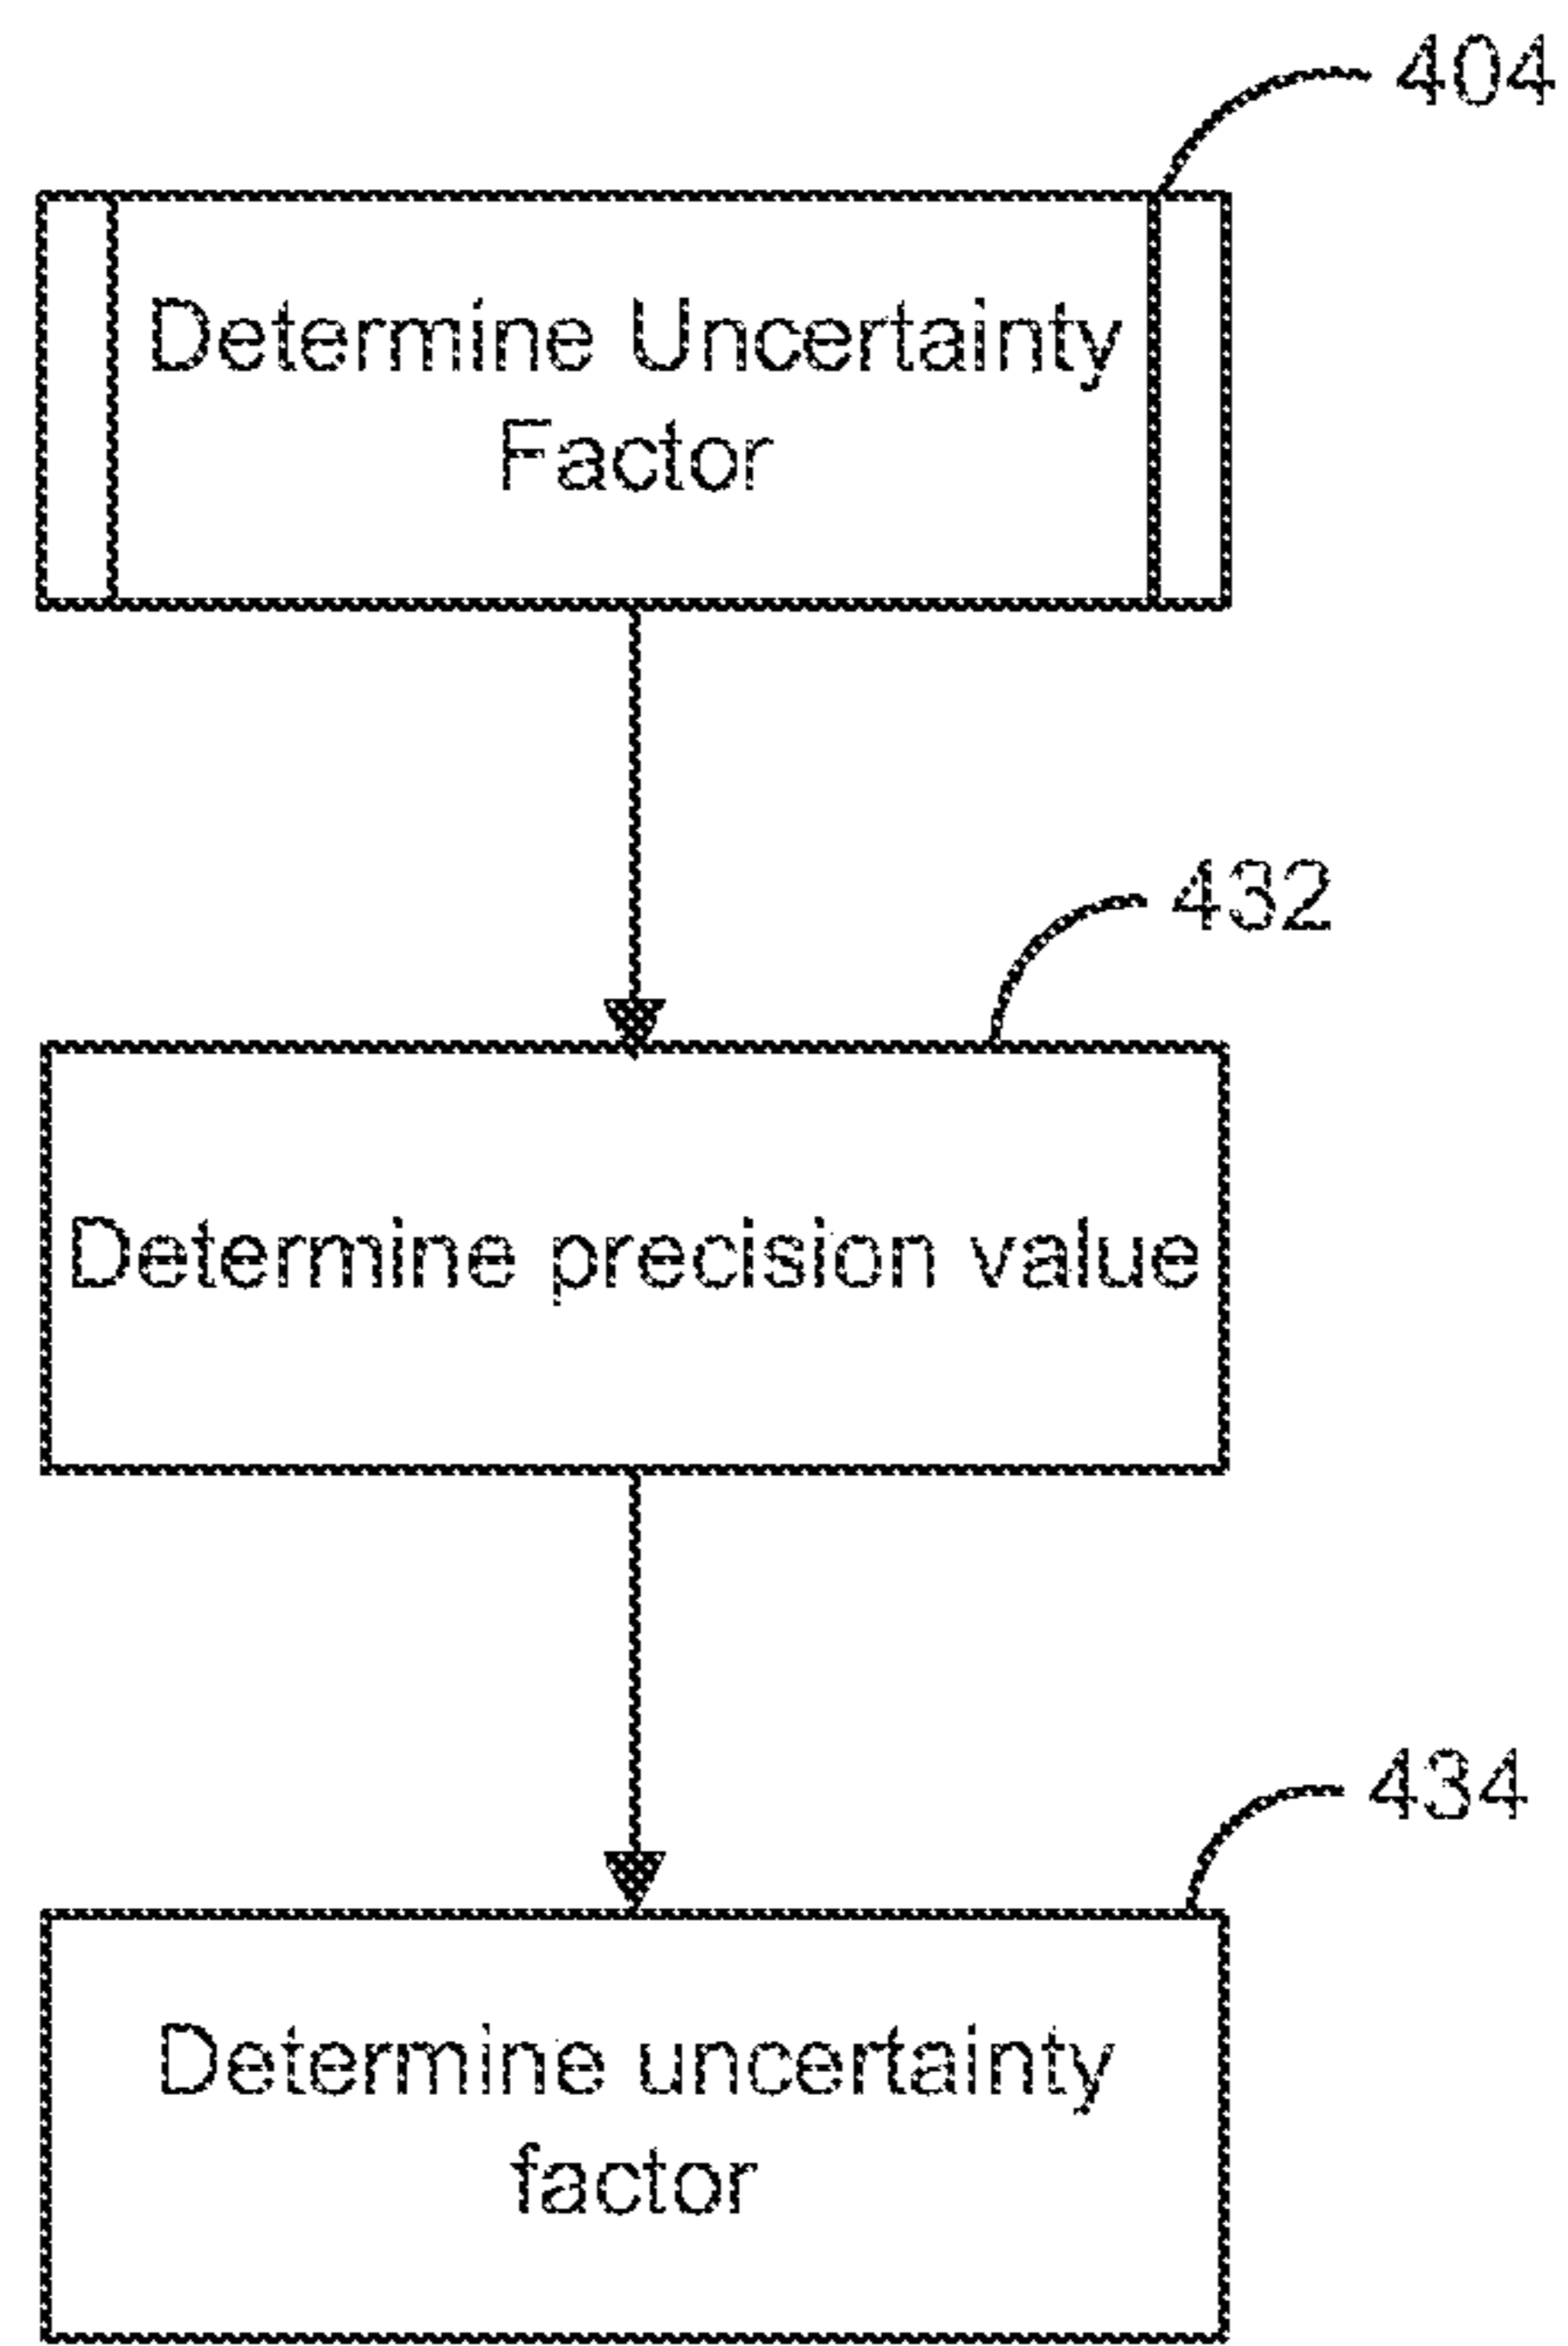 404
Determine Uncertainty
Factor
432
Determine precision value
434
Determine uncertainty
factor